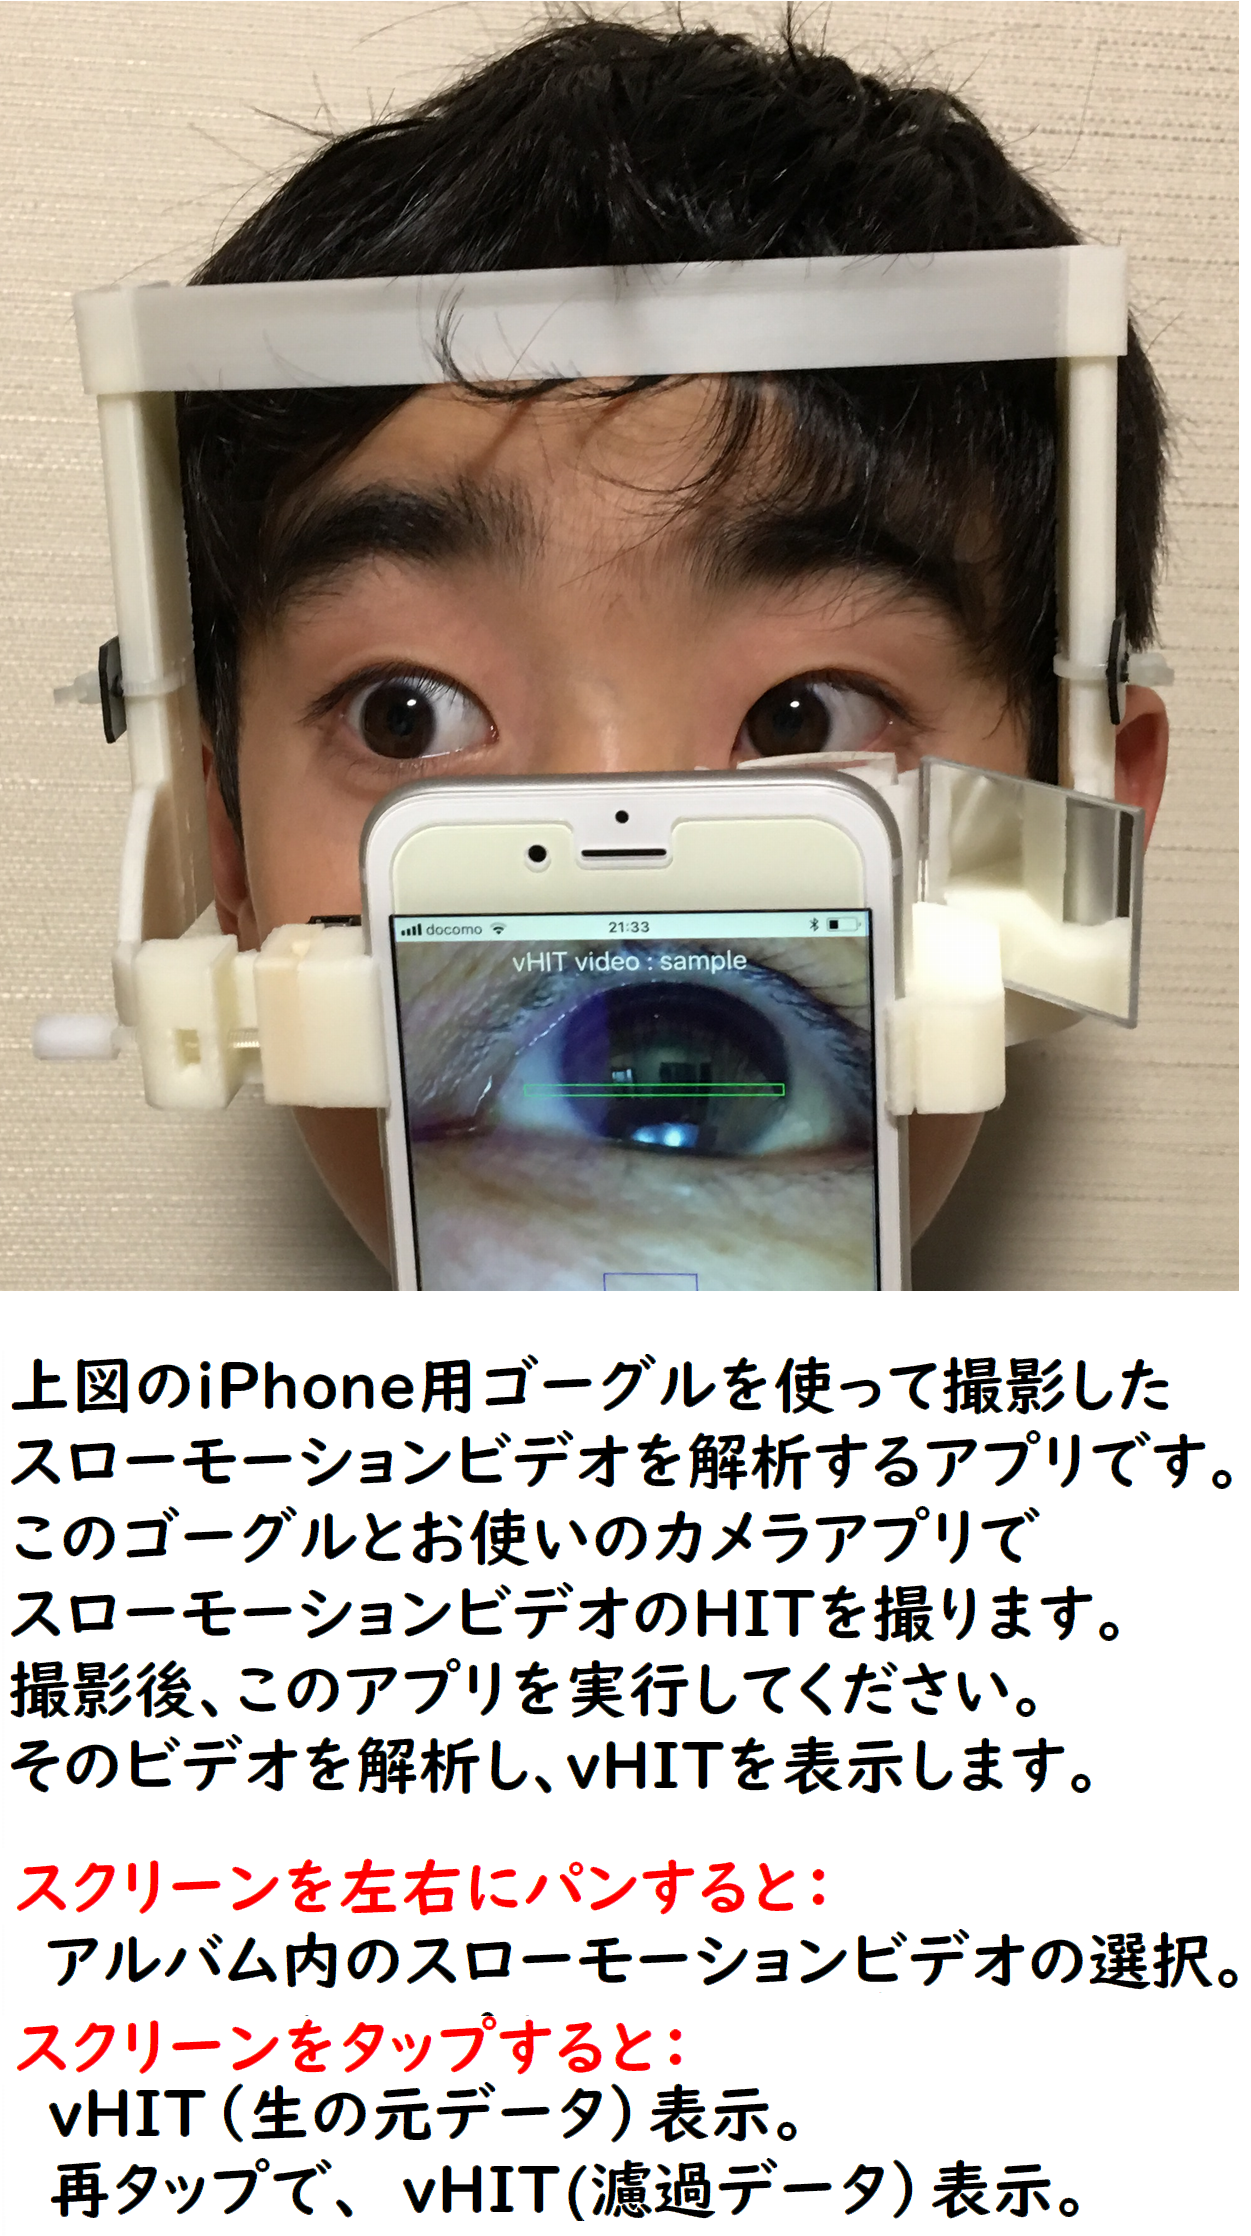 docomo 21:33
vHIT video : sample
上図のiPhone用ゴーグルを使って撮影した
スローモーションビデオを解析するアプリです。
このゴーグルとお使いのカメラアプリで
スローモーションビデオのHITを撮ります。
撮影後、このアプリを実行してください。
そのビデオを解析し、vHITを表示します。
スクリーンを左右にパンすると：
アルバム内のスローモーションビデオの選択。
スクリーンをタップすると：
vHIT（生の元データ）表示。
再タップで、vHIT(濾過データ）表示。